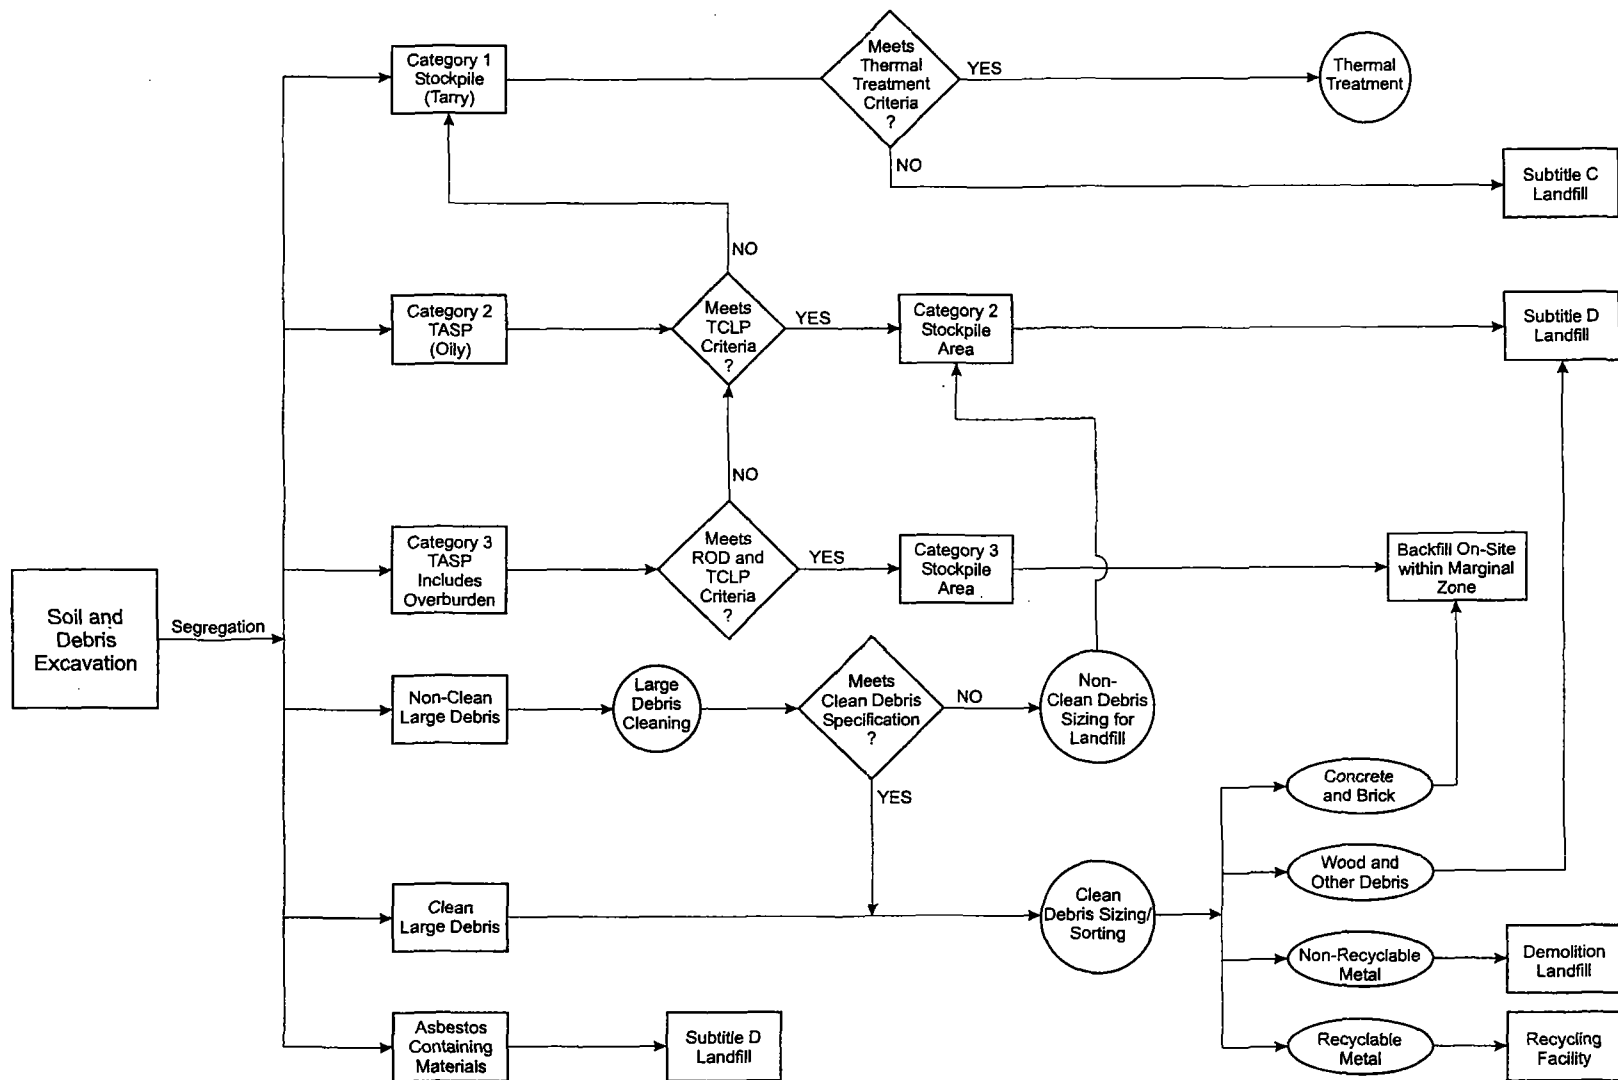 Category 1
Stockpile
(Tarry)
Meets
Thermal
Treatment
Criteria
?
YES
Thermal
Treatment
NO
Subtitle C
Landfill
NO
Category 2
TASP
(Oily)
Meets
TCLP
Criteria
?
YES
Category 2
Stockpile
Area
Subtitle D
Landfill
NO
Category 3
TASP
Includes
Overburden
Meets
ROD and
TCLP
Criteria
?
YES
Category 3
Stockpile
Area
Backfill On-Site
within Marginal
Zone
Soil and
Debris
Excavation
Segregation
Non-Clean
Large Debris
Large
Debris
Cleaning
Meets
Clean Debris
Specification
?
NO
Non-
Clean Debris
Sizing for
Landfill
YES
Concrete
and Brick
Wood and
Other Debris
Clean
Large Debris
Clean
Debris Sizing/
Sorting
Non-Recyclable
Metal
Demolition
Landfill
Asbestos
Containing
Materials
Subtitle D
Landfill
Recyclable
Metal
Recycling
Facility